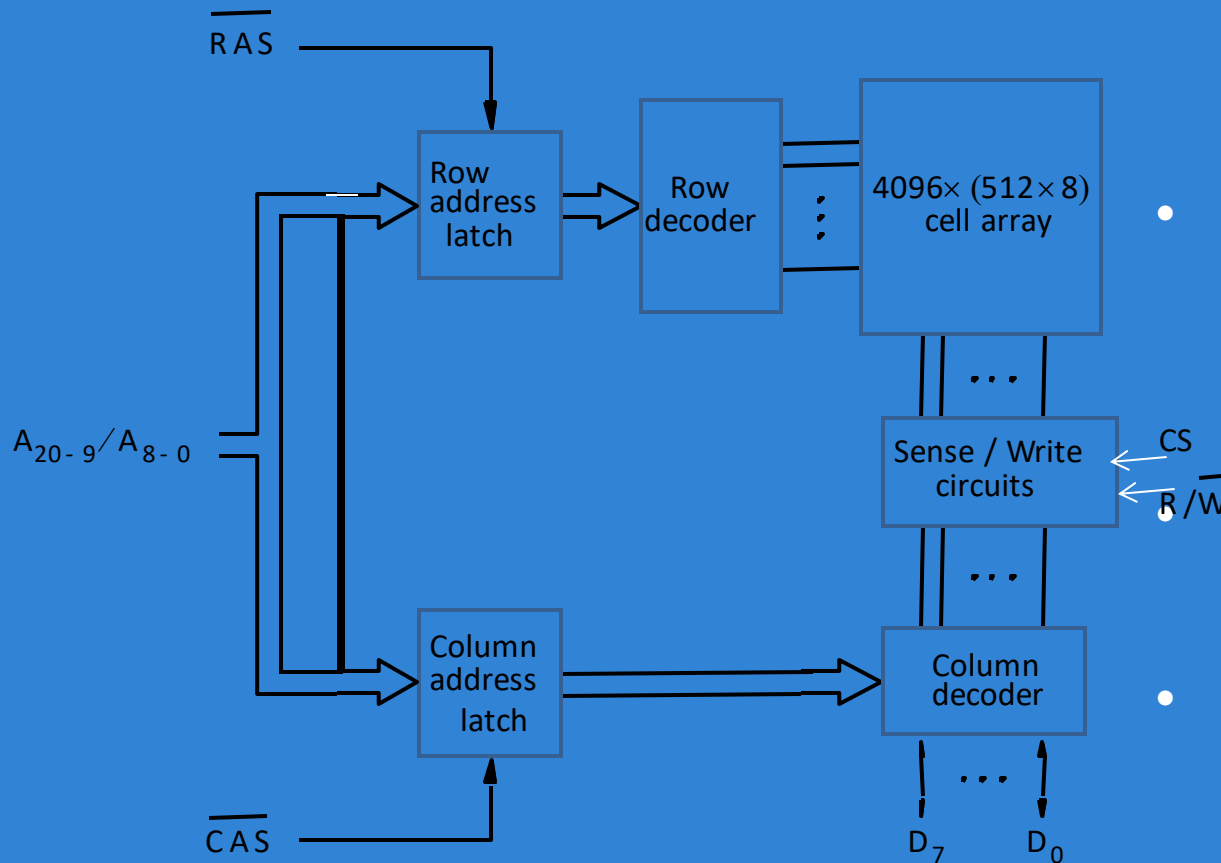 RAS
Row
address
latch
Row
decoder
4096× (512×8)
cell array
A20-9/A8-0
Sense / Write
circuits
CS
R/W
Column
address
latch
Column
decoder
CAS
D7 D0